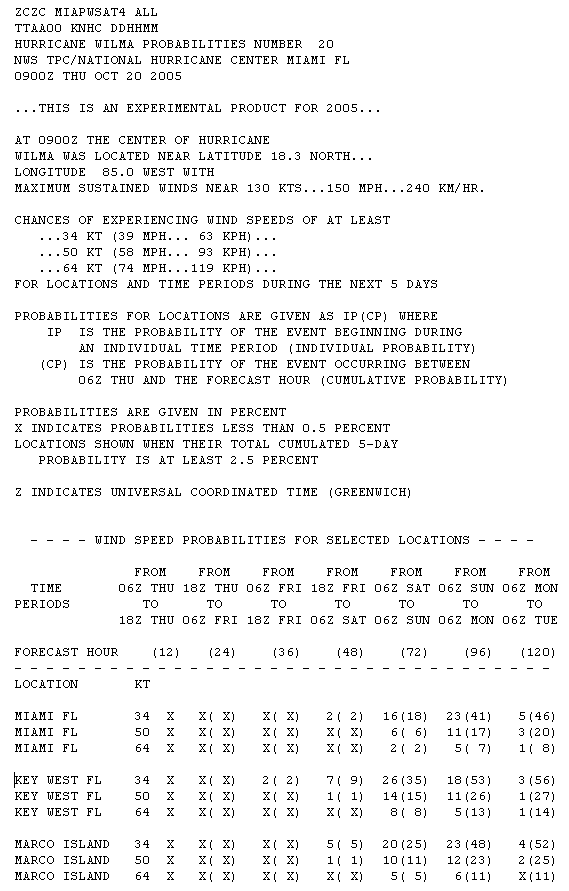 ZCZC MIAPWSAT4 ALL
TTAA00 KNHC DDHHMM
HURRICANE WILMA PROBABILITIES NUMBER  20
NWS TPC/NATIONAL HURRICANE CENTER MIAMI FL
0900Z THU OCT 20 2005
...THIS IS AN EXPERIMENTAL PRODUCT FOR 2005...
AT 0900Z THE CENTER OF HURRICANE
WILMA WAS LOCATED NEAR LATITUDE 18.3 NORTH...
LONGITUDE  85.0 WEST WITH
MAXIMUM SUSTAINED WINDS NEAR 130 KTS...150 MPH...240 KM/HR.
CHANCES OF EXPERIENCING WIND SPEEDS OF AT LEAST
...34 KT (39 MPH... 63 KPH)...
...50 KT (58 MPH... 93 KPH)...
...64 KT (74 MPH...119 KPH)...
FOR LOCATIONS AND TIME PERIODS DURING THE NEXT 5 DAYS
PROBABILITIES FOR LOCATIONS ARE GIVEN AS IP(CP) WHERE
IP  IS THE PROBABILITY OF THE EVENT BEGINNING DURING
AN INDIVIDUAL TIME PERIOD (INDIVIDUAL PROBABILITY)
(CP) IS THE PROBABILITY OF THE EVENT OCCURRING BETWEEN
06Z THU AND THE FORECAST HOUR (CUMULATIVE PROBABILITY)
PROBABILITIES ARE GIVEN IN PERCENT
X INDICATES PROBABILITIES LESS THAN 0.5 PERCENT
LOCATIONS SHOWN WHEN THEIR TOTAL CUMULATED 5-DAY
PROBABILITY IS AT LEAST 2.5 PERCENT
Z INDICATES UNIVERSAL COORDINATED TIME (GREENWICH)
- - - - WIND SPEED PROBABILITIES FOR SELECTED LOCATIONS - - - -
FROM    FROM    FROM    FROM    FROM    FROM    FROM
TIME    06Z THU 18Z THU 06Z FRI 18Z FRI 06Z SAT 06Z SUN 06Z MON
PERIODS    TO    TO    TO    TO    TO    TO    TO
18Z THU 06Z FRI 18Z FRI 06Z SAT 06Z SUN 06Z MON 06Z TUE
FORECAST HOUR    (12)   (24)    (36)    (48)    (72)    (96)   (120)
- - - - - - - - - - - - - - - - - - - - - - - - - - - - - - - - - -
LOCATION       KT
MIAMI FL       34  X   X( X)   X( X)   2( 2)  16(18)  23(41)   5(46)
MIAMI FL       50  X   X( X)   X( X)   X( X)   6( 6)  11(17)   3(20)
MIAMI FL       64  X   X( X)   X( X)   X( X)   2( 2)   5( 7)   1( 8)
KEY WEST FL    34  X   X( X)   2( 2)   7( 9)  26(35)  18(53)   3(56)
KEY WEST FL    50  X   X( X)   X( X)   1( 1)  14(15)  11(26)   1(27)
KEY WEST FL    64  X   X( X)   X( X)   X( X)   8( 8)   5(13)   1(14)
MARCO ISLAND   34  X   X( X)   X( X)   5( 5)  20(25)  23(48)   4(52)
MARCO ISLAND   50  X   X( X)   X( X)   1( 1)  10(11)  12(23)   2(25)
MARCO ISLAND   64  X   X( X)   X( X)   X( X)   5( 5)   6(11)   X(11)